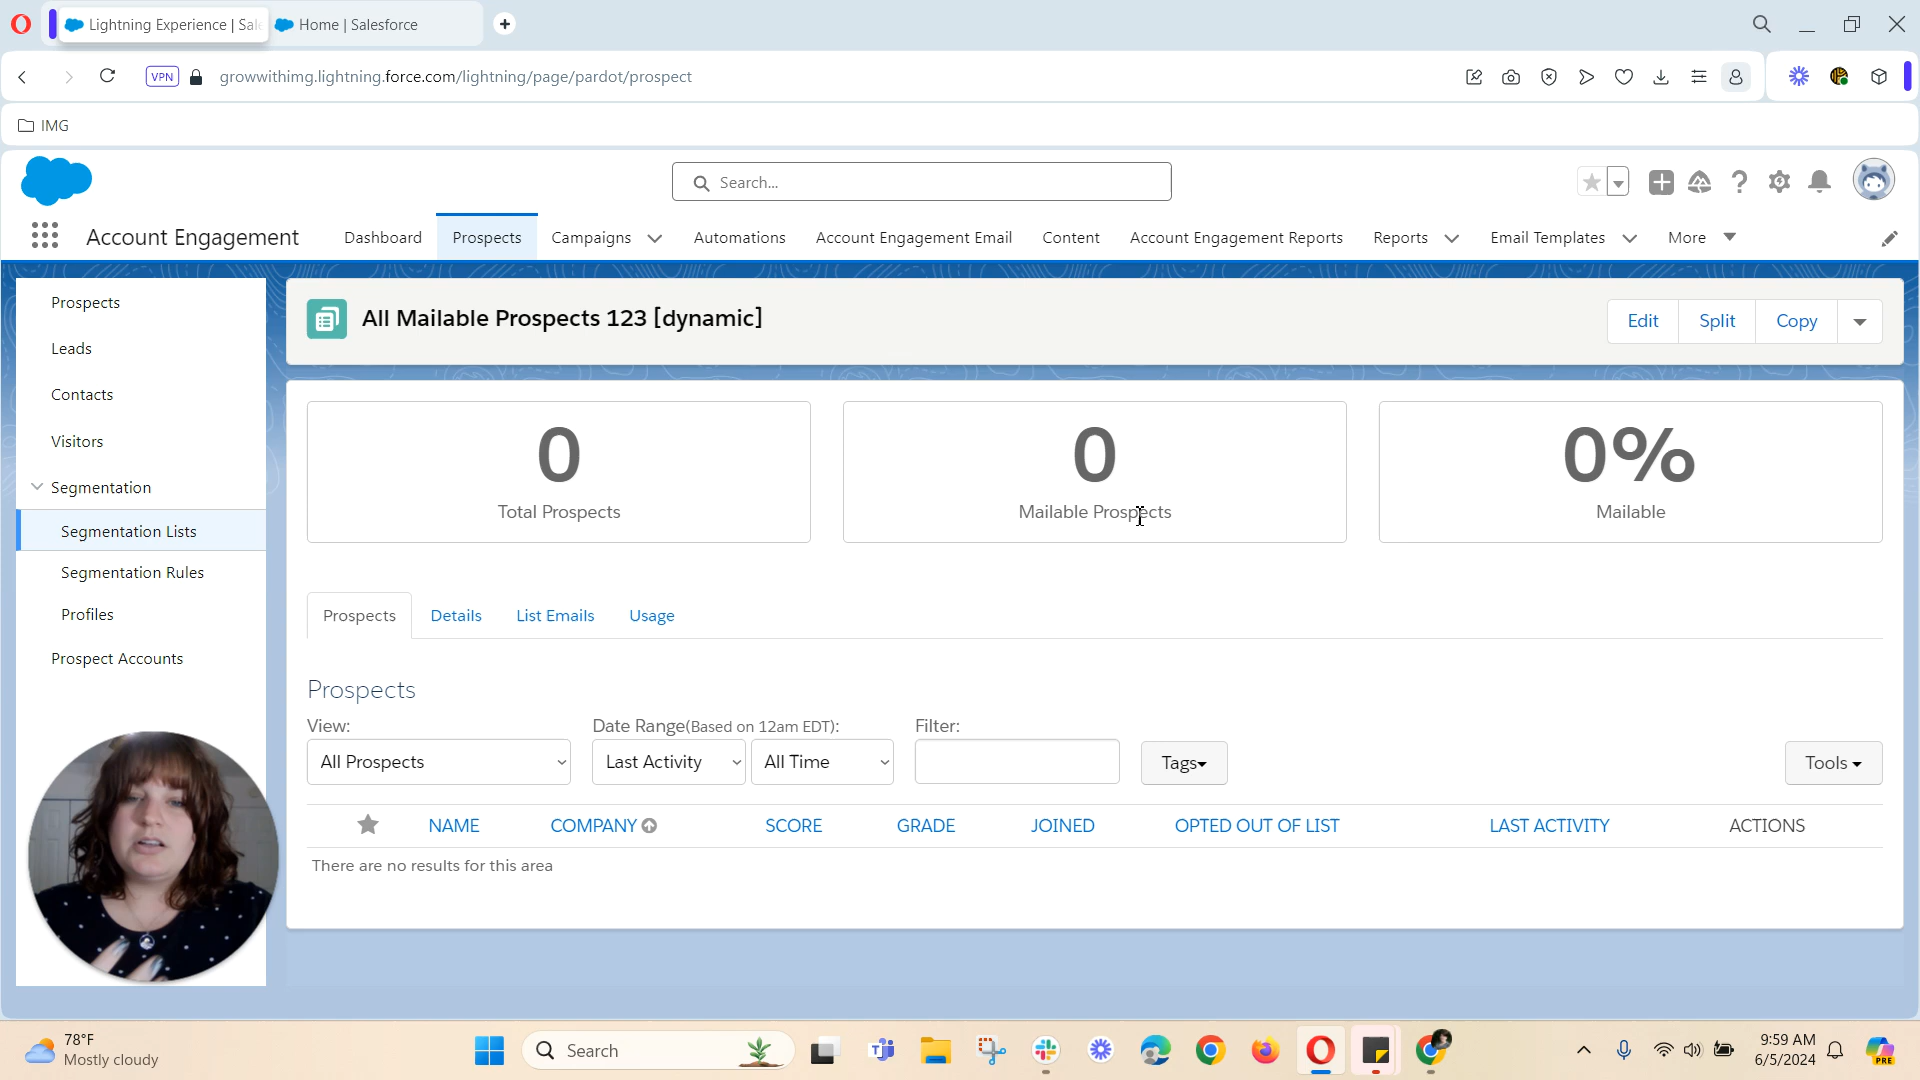 Lightning Experience | Sal
Home | Salesforce
VPN
growwithimg.lightning.force.com/lightning/page/pardot/prospect
IMG
Search...
Account Engagement
Dashboard
Prospects
Campaigns
Automations
Account Engagement Email
Content
Account Engagement Reports
Reports
Email Templates
More
Prospects
Leads
Contacts
Visitors
Segmentation
Segmentation Lists
Segmentation Rules
Profiles
Prospect Accounts
All Mailable Prospects 123 [dynamic]
Edit
Split
Copy
0
Total Prospects
0
Mailable Prospects
0%
Mailable
Prospects
Details
List Emails
Usage
Prospects
View:
Date Range(Based on 12am EDT):
Filter:
All Prospects
Last Activity
All Time
Tags
Tools
NAME
COMPANY
SCORE
GRADE
JOINED
OPTED OUT OF LIST
LAST ACTIVITY
ACTIONS
There are no results for this area
78°F
Mostly cloudy
Search
9:59 AM
6/5/2024
PRE